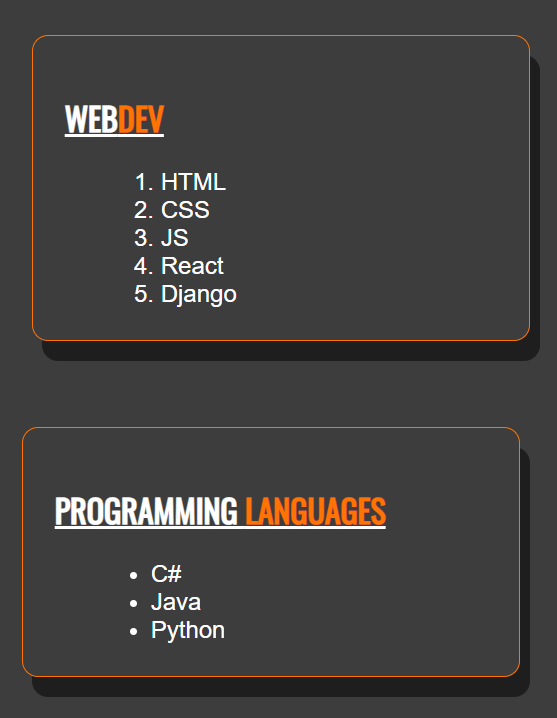 WEBDEV
1. HTML
2. CSS
3. JS
4. React
5. Django
PROGRAMMING LANGUAGES
• C#
• Java
• Python